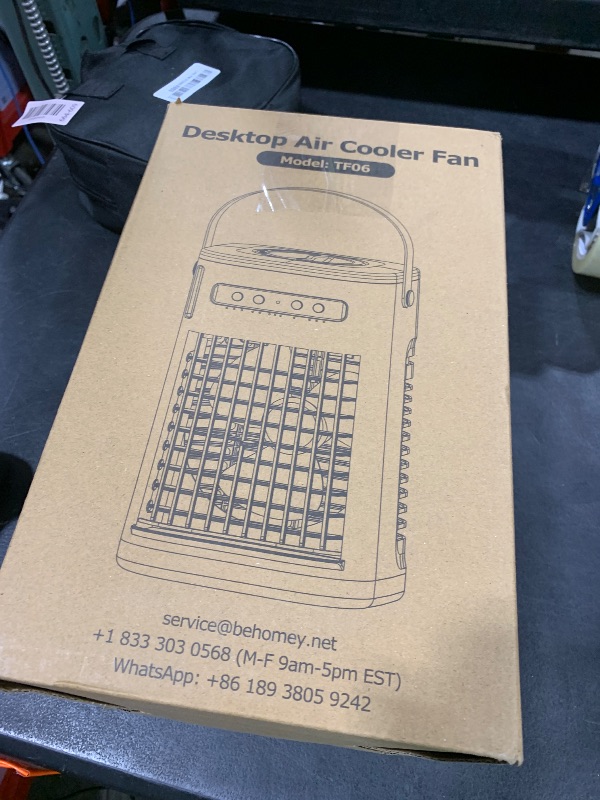 Desktop Air Cooler Fan
Model: TF06
service@behomey.net
+1 833 303 0568 (M-F 9am-5pm EST)
WhatsApp: +86 189 3805 9242